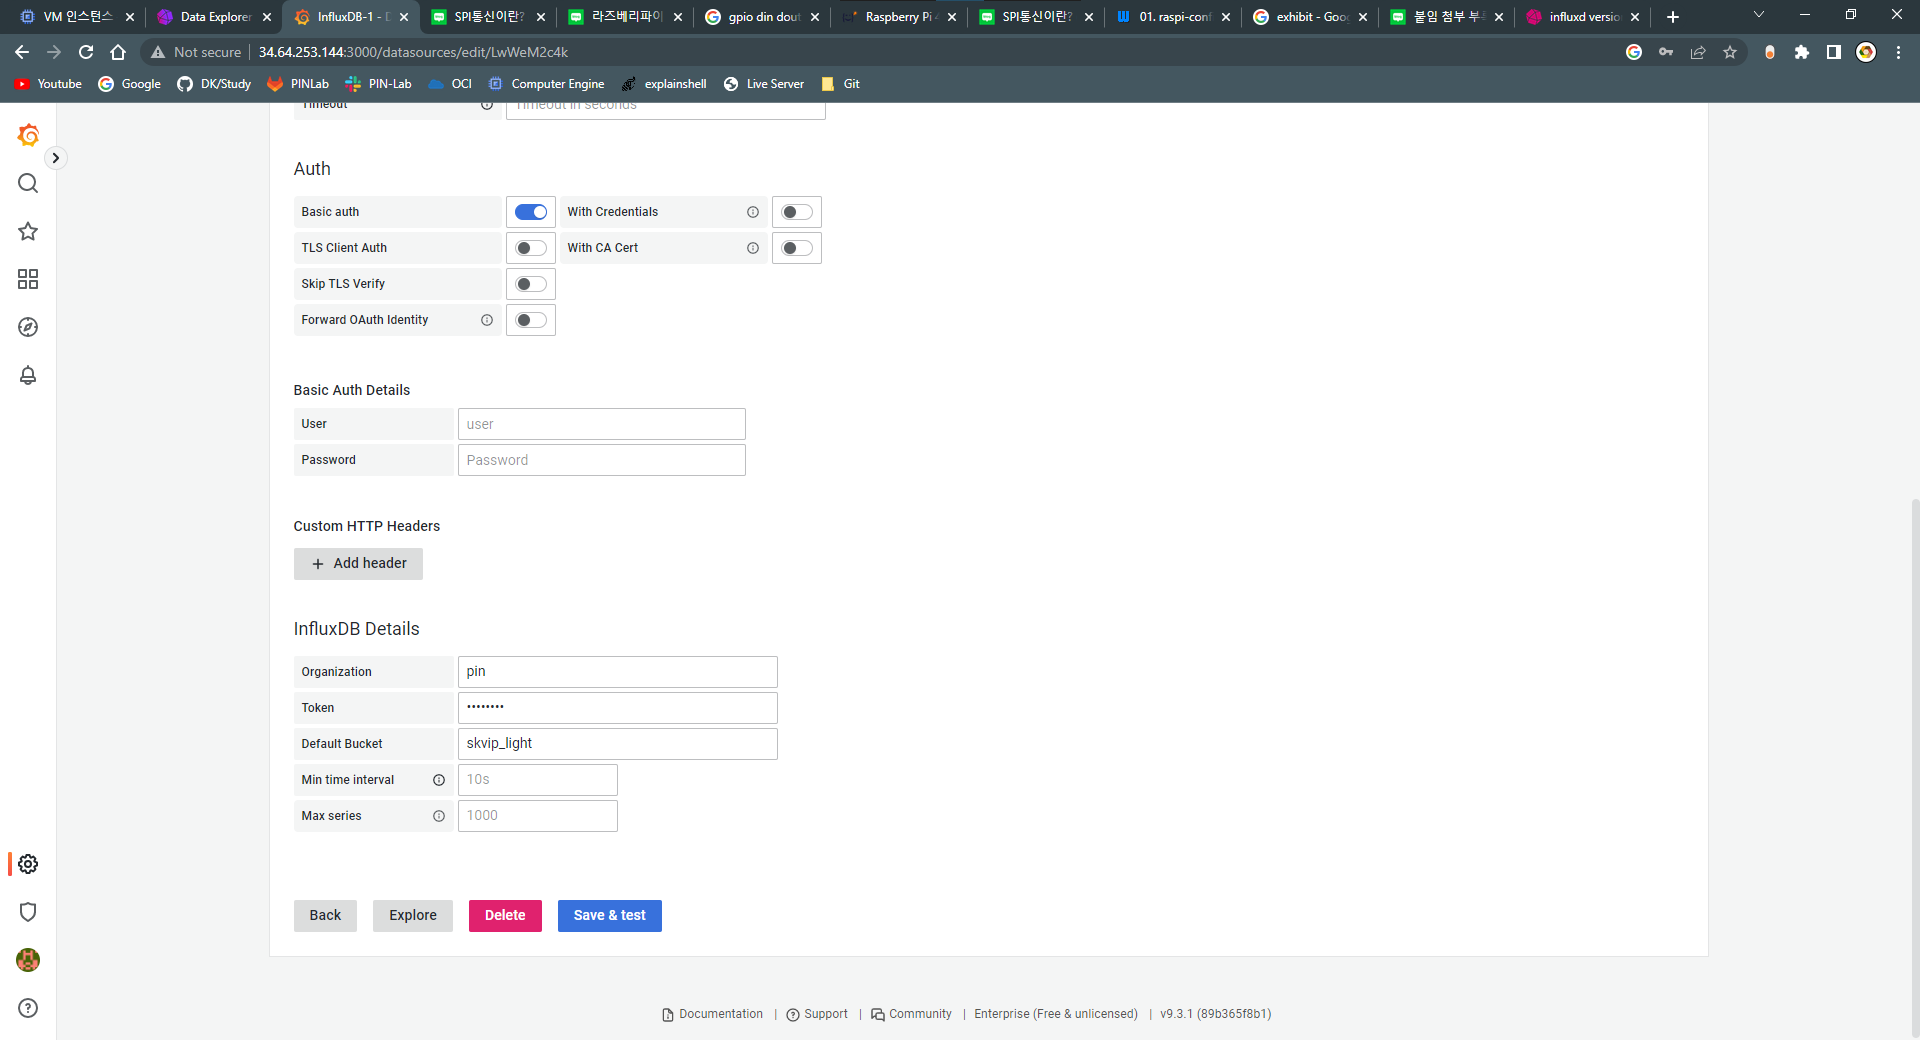 VM 인스턴스
Data Explorer
InfluxDB-1 - D
SPI통신이란?
라즈베리파이
gpio din dout
Raspberry Pi 4
SPI통신이란?
01. raspi-conf
exhibit - Goog
붙임 첨부 부
influxd versio
Not secure
34.64.253.144:3000/datasources/edit/LwWeM2c4k
Youtube
Google
DK/Study
PINLab
PIN-Lab
OCI
Computer Engine
explainshell
Live Server
Git
Timeout
Timeout in seconds
Auth
Basic auth
With Credentials
TLS Client Auth
With CA Cert
Skip TLS Verify
Forward OAuth Identity
Basic Auth Details
User
user
Password
Password
Custom HTTP Headers
+ Add header
InfluxDB Details
Organization
pin
Token
••••••••
Default Bucket
skvip_light
Min time interval
10s
Max series
1000
Back
Explore
Delete
Save & test
Documentation | Support | Community | Enterprise (Free & unlicensed) | v9.3.1 (89b365f8b1)